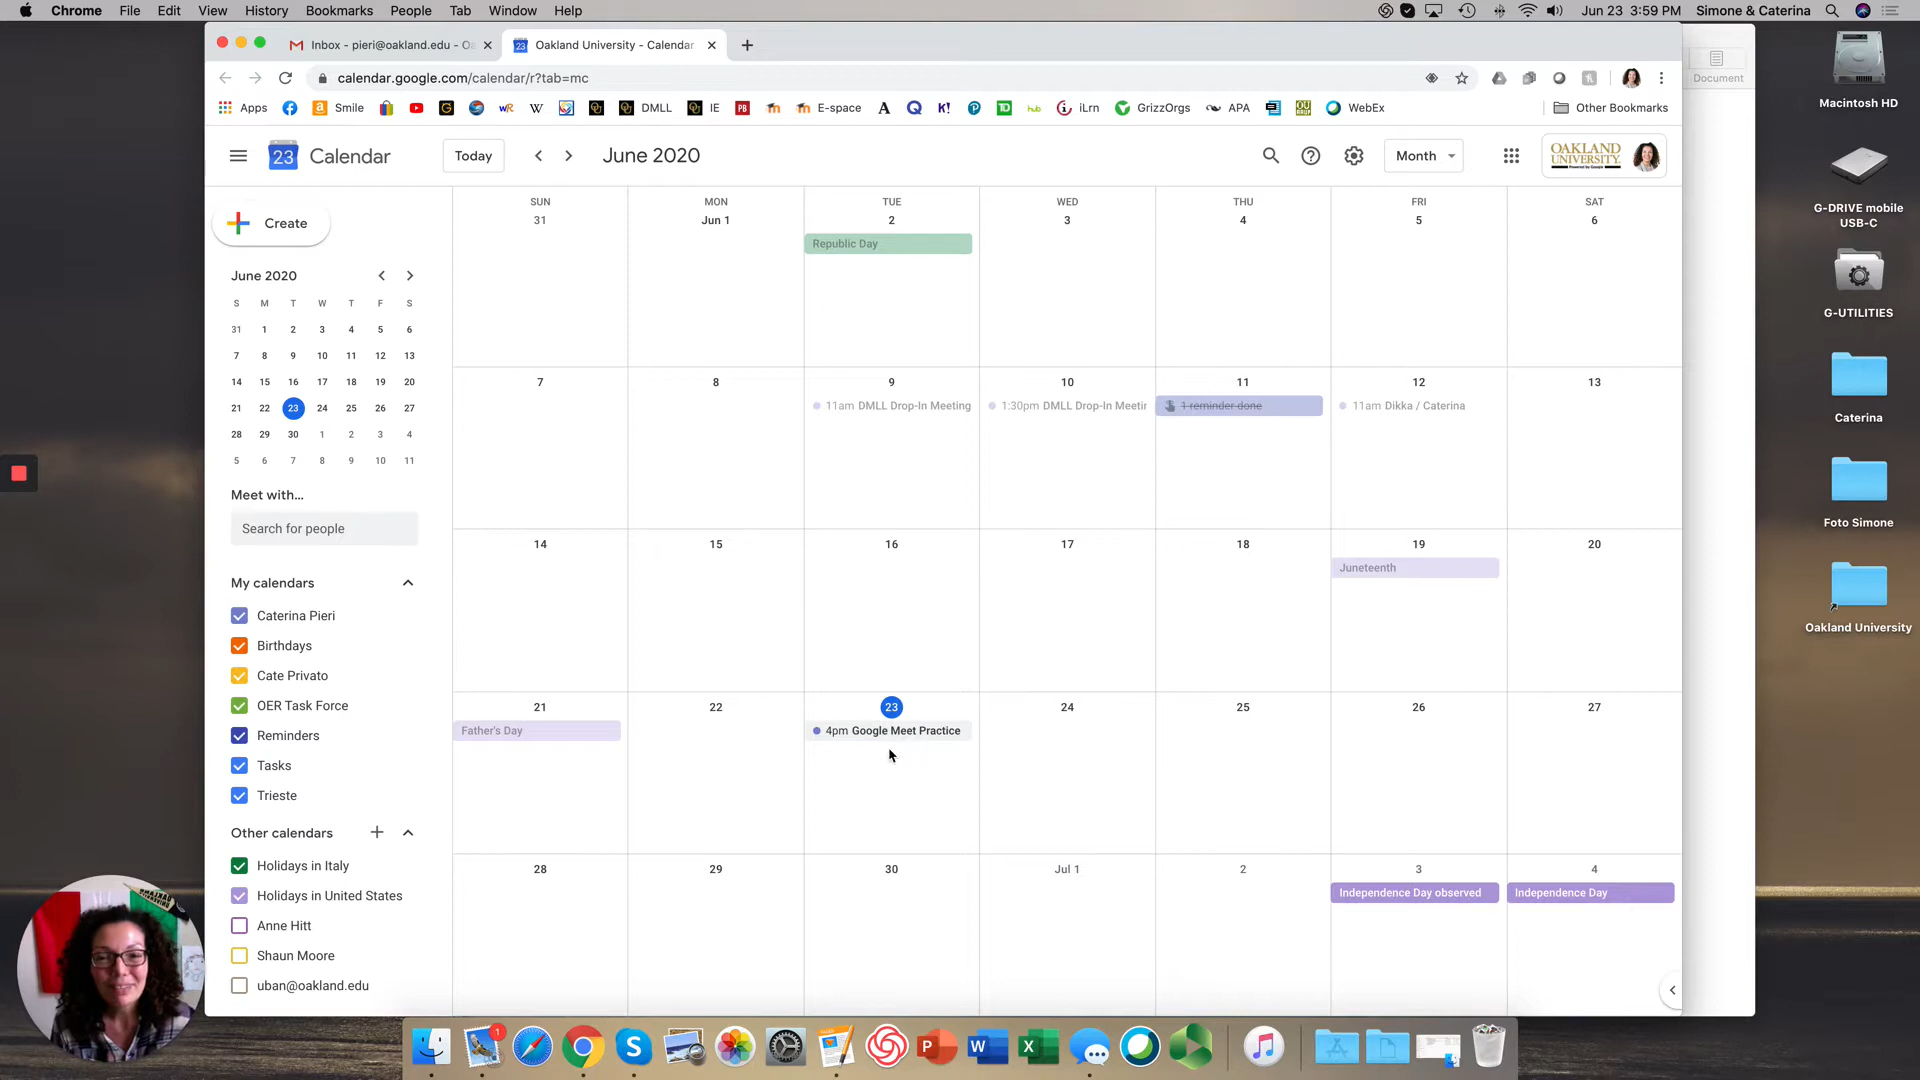 Chrome File Edit View History Bookmarks People Tab Window Help Jun 23 3:59 PM Simone & Caterina
Inbox - pieri@oakland.edu - O
23 Oakland University - Calendar
calendar.google.com/calendar/r?tab=mc
Apps Smile DMLL IE E-space iLrn GrizzOrgs APA WebEx Other Bookmarks
Document
23 Calendar Today June 2020 Month OAKLAND
UNIVERSITY
Create
June 2020
S M T W T F S
31 1 2 3 4 5 6
7 8 9 10 11 12 13
14 15 16 17 18 19 20
21 22 23 24 25 26 27
28 29 30 1 2 3 4
5 6 7 8 9 10 11
Meet with...
Search for people
My calendars
Caterina Pieri
Birthdays
Cate Privato
OER Task Force
Reminders
Tasks
Trieste
Other calendars
Holidays in Italy
Holidays in United States
Anne Hitt
Shaun Moore
uban@oakland.edu
SUN MON TUE WED THU FRI SAT
31 Jun 1 2 3 4 5 6
Republic Day
7 8 9 10 11 12 13
11am DMLL Drop-In Meeting 1:30pm DMLL Drop-In Meetin 1 reminder done 11am Dikka / Caterina
14 15 16 17 18 19 20
Juneteenth
21 22 23 24 25 26 27
Father's Day 4pm Google Meet Practice
28 29 30 Jul 1 2 3 4
Independence Day observed Independence Day
Macintosh HD
G-DRIVE mobile
USB-C
G-UTILITIES
Caterina
Foto Simone
Oakland University